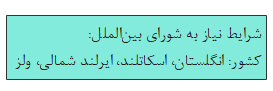 شرایط نیاز به شورای بین‌الملل:
کشور: انگلستان، اسکاتلند، ایرلند شمالی، ولز